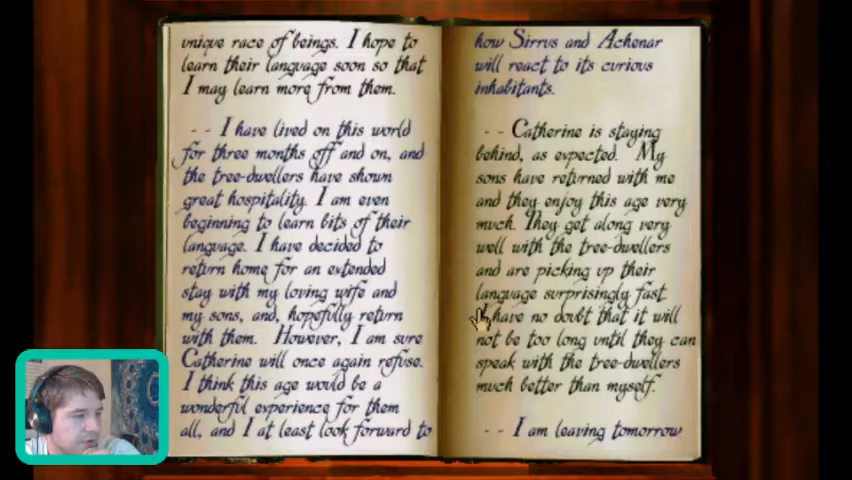 unique race of beings. I hope to
learn their language soon so that
I may learn more from them.
-- I have lived on this world
for three months off and on, and
the tree-dwellers have shown
great hospitality. I am even
beginning to learn bits of their
language. I have decided to
return home for an extended
stay with my loving wife and
my sons, and, hopefully return
with them. However, I am sure
Catherine will once again refuse.
I think this age would be a
wonderful experience for them
all, and I at least look forward to
how Sirrus and Achenar
will react to its curious
inhabitants.
-- Catherine is staying
behind, as expected. My
sons have returned with me
and they enjoy this age very
much. They get along very
well with the tree-dwellers
and are picking up their
language surprisingly fast
I have no doubt that it will
not be too long until they can
speak with the tree-dwellers
much better than myself.
-- I am leaving tomorrow